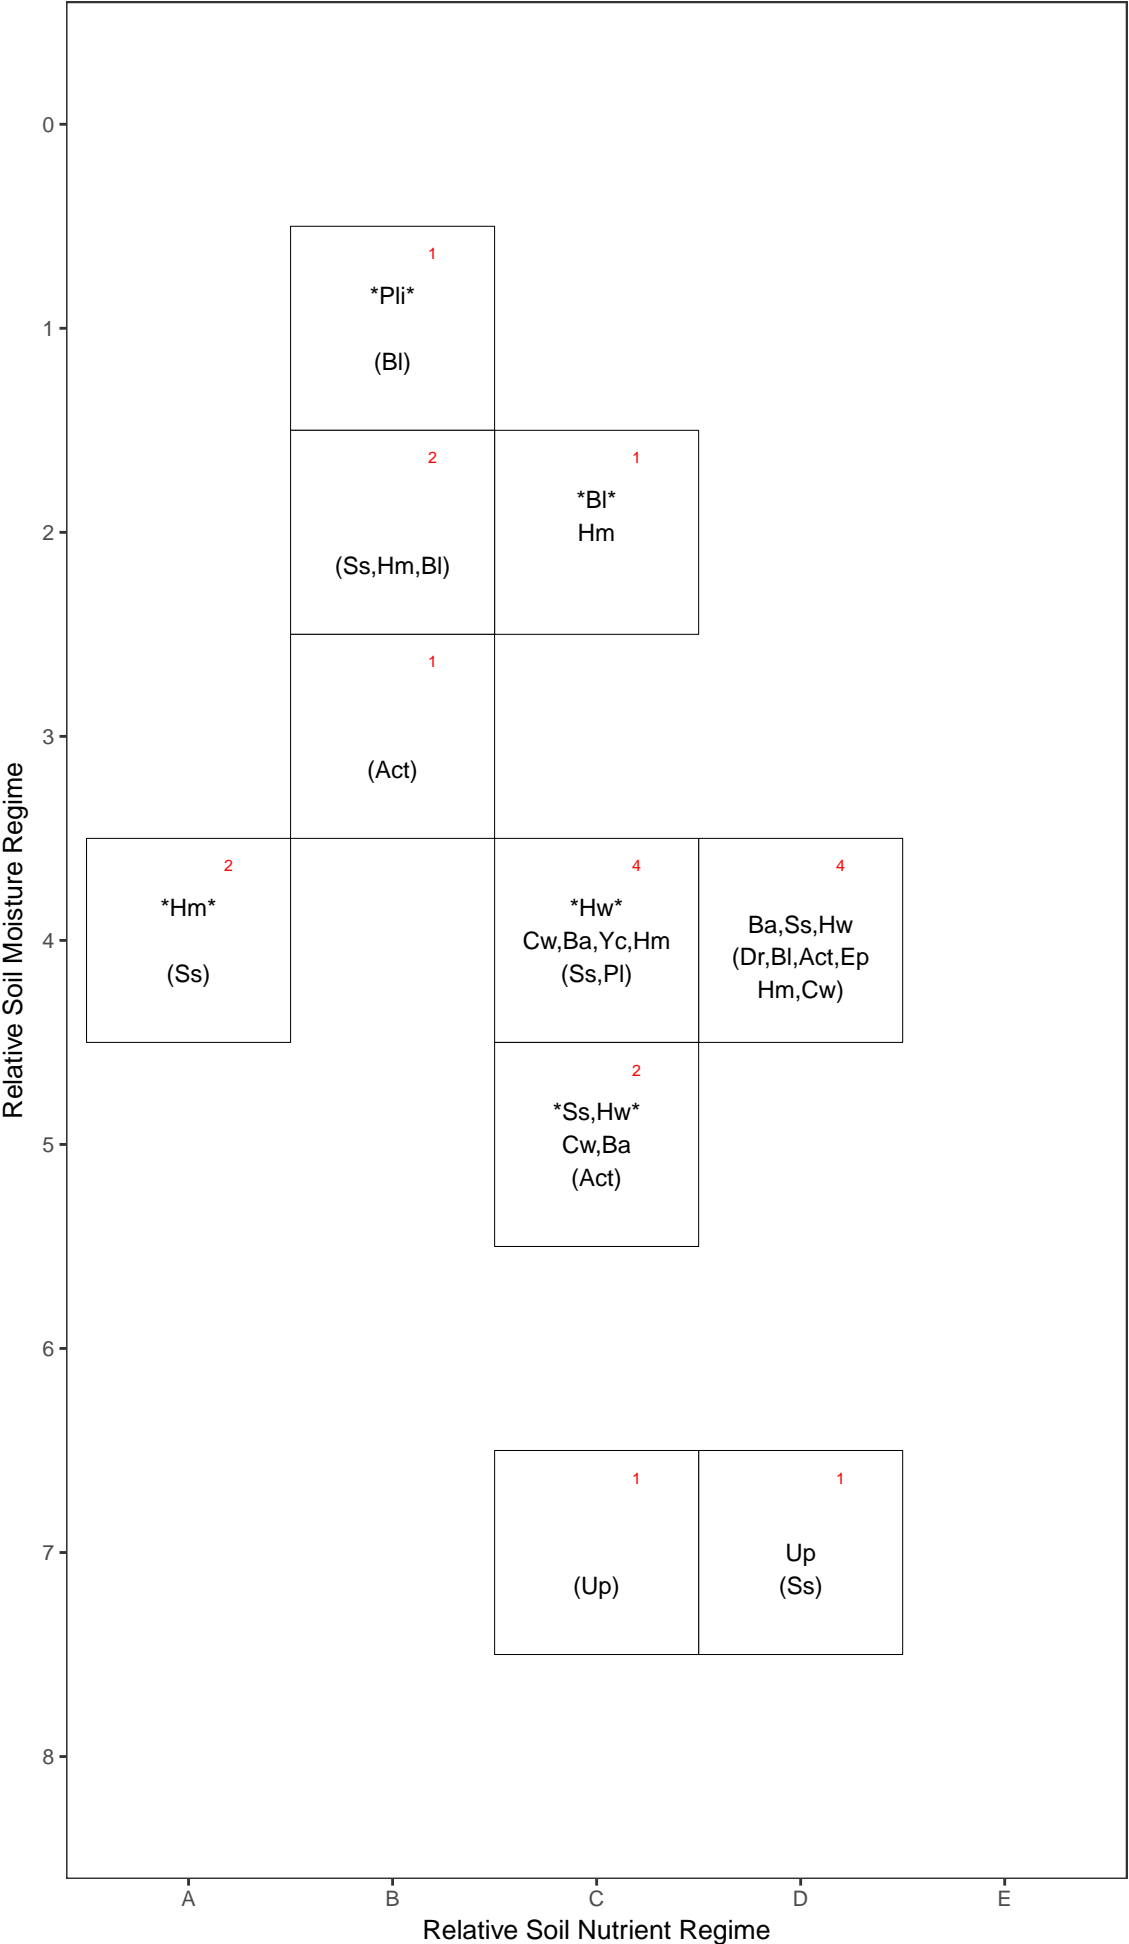 0
1
*Pli*
1
(Bl)
2
1
*Bl*
2
Hm
(Ss,Hm,Bl)
1
3
(Act)
2
4
4
*Hm*
*Hw*
Ba,Ss,Hw
4
Cw,Ba,Yc,Hm
(Dr,Bl,Act,Ep
(Ss)
(Ss,Pl)
Hm,Cw)
2
*Ss,Hw*
5
Cw,Ba
(Act)
6
1
1
7
Up
(Up)
(Ss)
8
A
B
C
D
E
Relative Soil Nutrient Regime
Relative Soil Moisture Regime